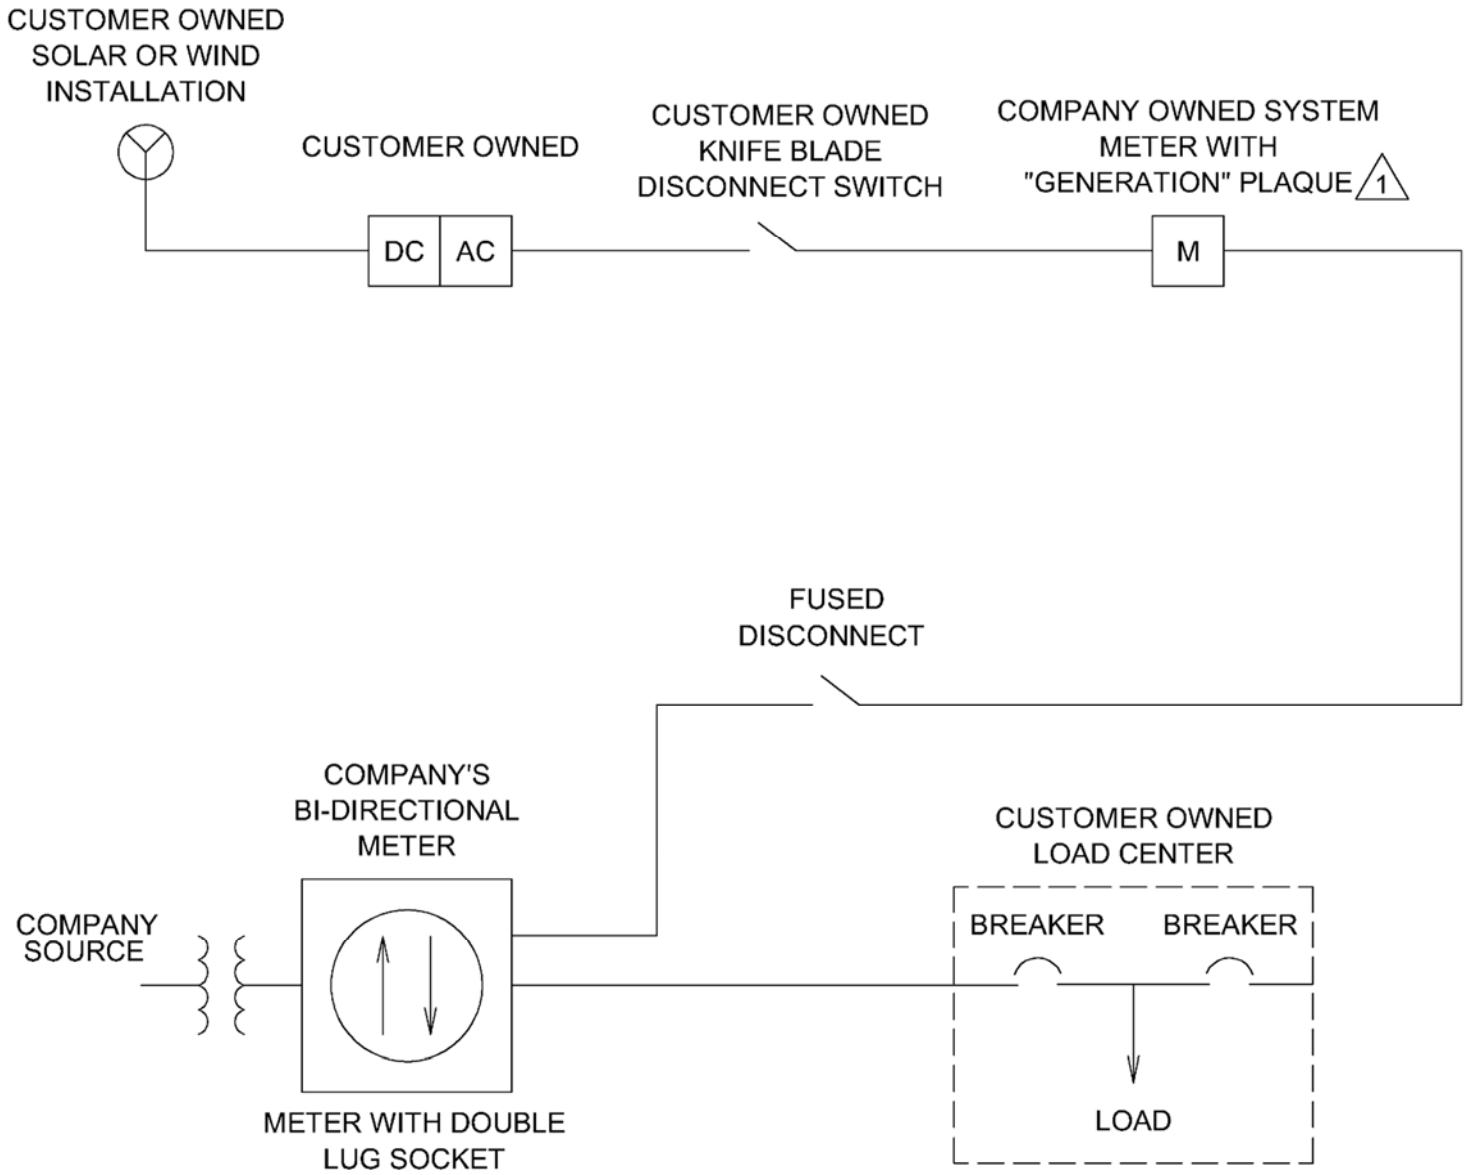 CUSTOMER OWNED
SOLAR OR WIND
INSTALLATION
CUSTOMER OWNED
CUSTOMER OWNED
KNIFE BLADE
DISCONNECT SWITCH
COMPANY OWNED SYSTEM
METER WITH
"GENERATION" PLAQUE 1
DC AC
M
FUSED
DISCONNECT
COMPANY'S
BI-DIRECTIONAL
METER
CUSTOMER OWNED
LOAD CENTER
COMPANY
SOURCE
BREAKER BREAKER
LOAD
METER WITH DOUBLE
LUG SOCKET